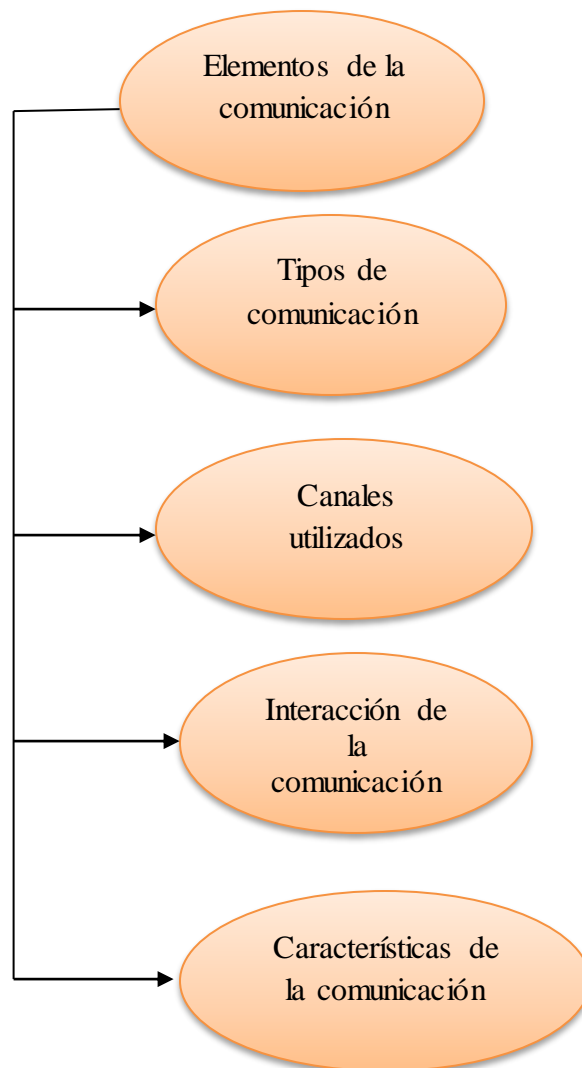 Elementos de la
comunicación
Tipos de
comunicación
Canales
utilizados
Interacción de
la
comunicación
Características de
la comunicación